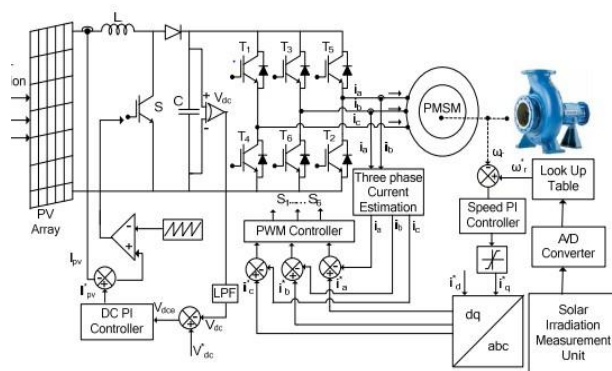 L
T1
T3
T5
ion
S
C
+
-
Vdc
ia
ib
ic
PMSM
T4
T6
T2
ia
ib
ωr
ω*r
Look Up
Table
PV
Array
S1.....S6
Three phase
Current
Estimation
Speed PI
Controller
PWM Controller
ia
ib
ic
A/D
Converter
Ipv
I*pv
i*c
i*b
i*a
i*d
i*q
DC PI
Controller
Vdce
LPF
Vdc
V*dc
dq
abc
Solar
Irradiation
Measurement
Unit